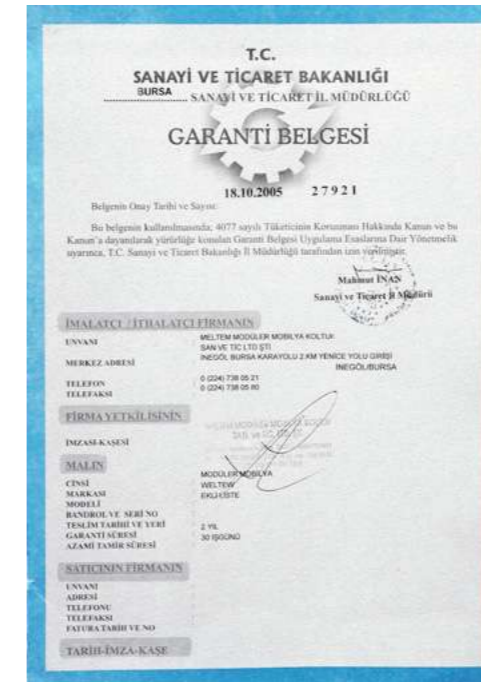 T.C.
SANAYİ VE TİCARET BAKANLIĞI
BURSA SANAYİ VE TİCARET İL MÜDÜRLÜĞÜ
GARANTİ BELGESİ
18.10.2005 27921
Belgenin Onay Tarihi ve Sayısı:
Bu belgenin kullanılmasında; 4077 sayılı Tüketicinin Korunması Hakkında Kanun ve bu
Kanun'a dayanılarak yürürlüğe konulan Garanti Belgesi Uygulama Esaslarına Dair Yönetmelik
uyarınca, T.C. Sanayi ve Ticaret Bakanlığı İl Müdürlüğü tarafından izin verilmiştir.
Mahmut İNAN
Sanayi ve Ticaret İl Müdürü
İMALATÇI / İTHALATÇI FİRMANIN
UNVANI : MELTEM MODÜLER MOBİLYA KOLTUK
SAN VE TİC LTD ŞTİ
MERKEZ ADRESİ : İNEGÖL BURSA KARAYOLU 2.KM YENİCE YOLU GİRİŞİ
İNEGÖL/BURSA
TELEFON : 0 (224) 738 05 21
TELEFAKSI : 0 (224) 738 05 80
FİRMA YETKİLİSİNİN
İMZASI-KAŞESİ
MALIN
CİNSİ : MODÜLER MOBİLYA
MARKASI : WELTEW
MODELİ : EKLİ LİSTE
BANDROL VE SERİ NO
TESLİM TARİHİ VE YERİ
GARANTİ SÜRESİ : 2 YIL
AZAMİ TAMİR SÜRESİ : 30 İŞGÜNÜ
SATICININ FİRMANIN
UNVANI
ADRESİ
TELEFONU
TELEFAKSI
FATURA TARİH VE NO
TARİH-İMZA-KAŞE